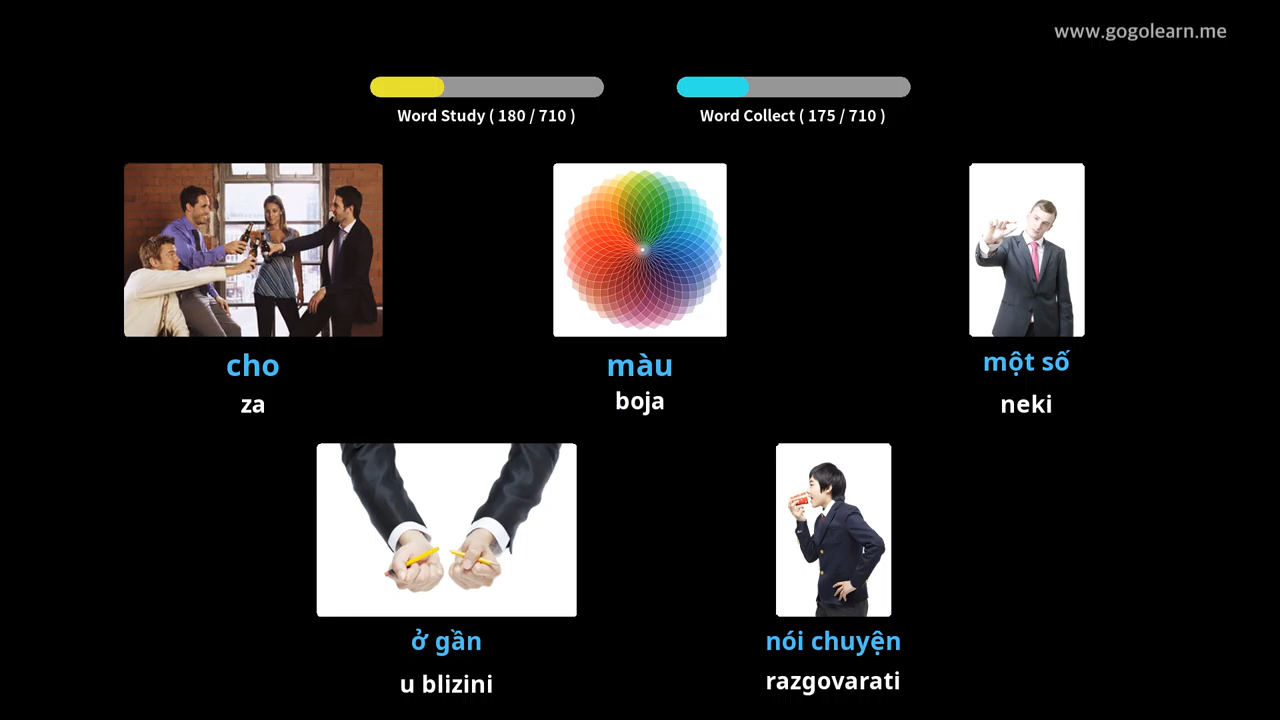 www.gogolearn.me
Word Study ( 180 / 710 )
Word Collect ( 175 / 710 )
cho
za
màu
boja
một số
neki
ở gần
u blizini
nói chuyện
razgovarati